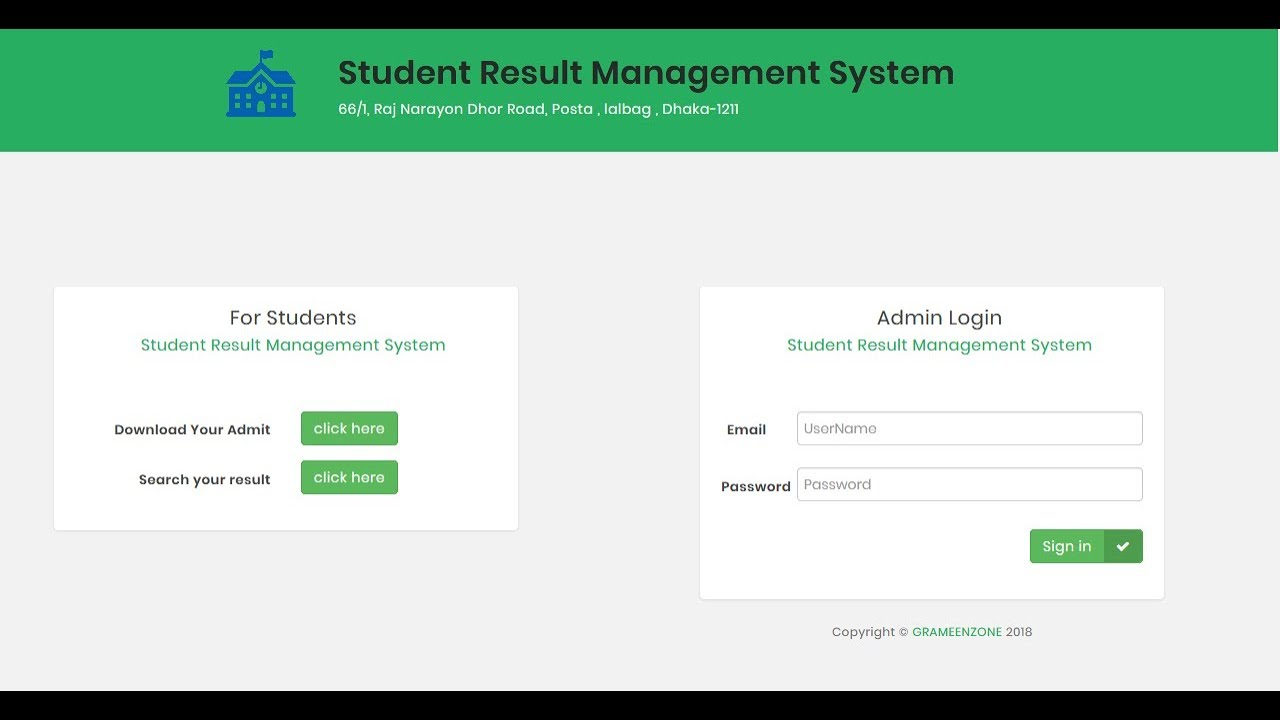 Student Result Management System
66/1, Raj Narayon Dhor Road, Posta , lalbag , Dhaka-1211
For Students
Student Result Management System
Download Your Admit click here
Search your result click here
Admin Login
Student Result Management System
Email UserName
Password Password
Sign in
Copyright © GRAMEENZONE 2018